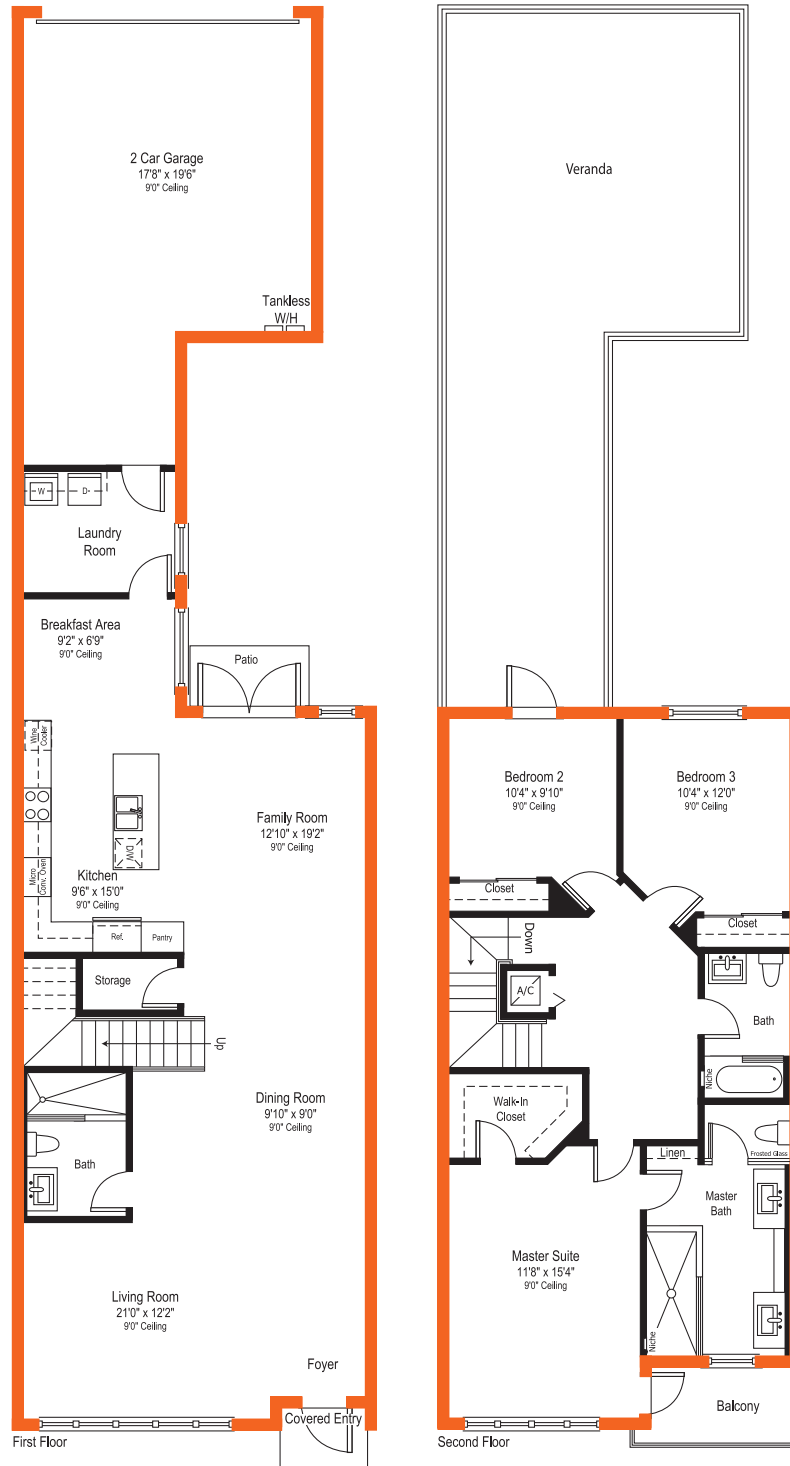 2 Car Garage
17'8" x 19'6"
9'0" Ceiling
Tankless
W/H
W
D
Laundry
Room
Breakfast Area
9'2" x 6'9"
9'0" Ceiling
Patio
Wine
Cooler
D/W
Micro
Conv. Oven
Family Room
12'10" x 19'2"
9'0" Ceiling
Kitchen
9'6" x 15'0"
9'0" Ceiling
Ref.
Pantry
Storage
Up
Dining Room
9'10" x 9'0"
9'0" Ceiling
Bath
Living Room
21'0" x 12'2"
9'0" Ceiling
Foyer
Covered Entry
First Floor
Veranda
Bedroom 2
10'4" x 9'10"
9'0" Ceiling
Bedroom 3
10'4" x 12'0"
9'0" Ceiling
Closet
Closet
Down
A/C
Bath
Niche
Walk-In
Closet
Linen
Frosted Glass
Master
Bath
Master Suite
11'8" x 15'4"
9'0" Ceiling
Niche
Balcony
Second Floor